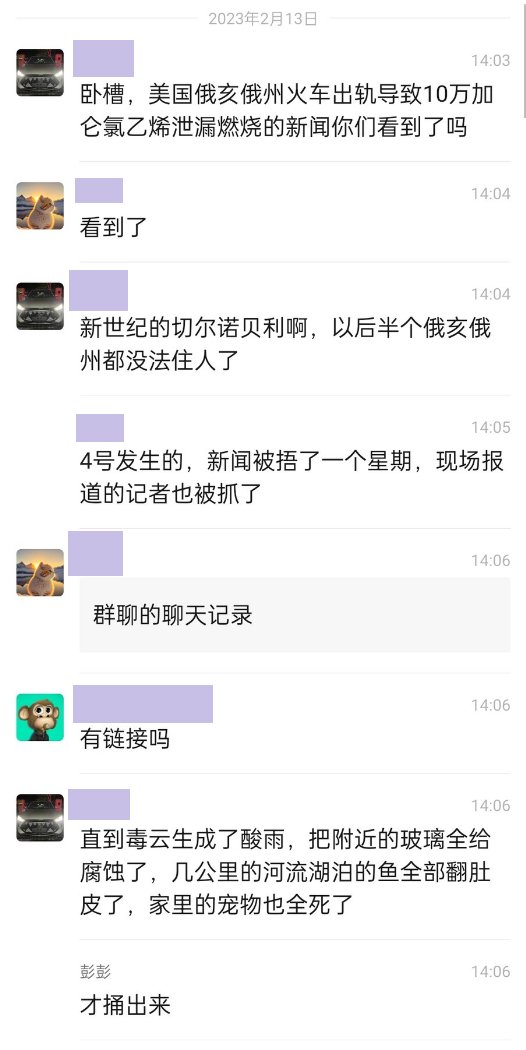 2023年2月13日
14:03
卧槽，美国俄亥俄州火车出轨导致10万加
仑氯乙烯泄漏燃烧的新闻你们看到了吗
14:04
看到了
14:04
新世纪的切尔诺贝利啊，以后半个俄亥俄
州都没法住人了
14:05
4号发生的，新闻被捂了一个星期，现场报
道的记者也被抓了
14:06
群聊的聊天记录
14:06
有链接吗
14:06
直到毒云生成了酸雨，把附近的玻璃全给
腐蚀了，几公里的河流湖泊的鱼全部翻肚
皮了，家里的宠物也全死了
彭彭 14:06
才捅出来